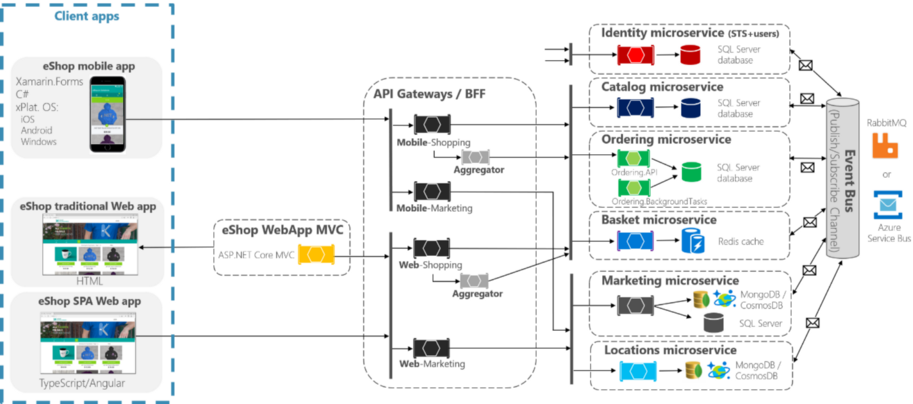 Client apps
eShop mobile app
Xamarin.Forms
C#
xPlat. OS:
iOS
Android
Windows
eShop traditional Web app
HTML
eShop SPA Web app
TypeScript/Angular
eShop WebApp MVC
ASP.NET Core MVC
API Gateways / BFF
Mobile-Shopping
Aggregator
Mobile-Marketing
Web-Shopping
Aggregator
Web-Marketing
Identity microservice (STS+users)
SQL Server
database
Catalog microservice
SQL Server
database
Ordering microservice
Ordering.API
SQL Server
database
Ordering.BackgroundTasks
Basket microservice
Redis cache
Marketing microservice
MongoDB /
CosmosDB
SQL Server
Locations microservice
MongoDB /
CosmosDB
Event Bus
(Publish/Subscribe Channel)
RabbitMQ
or
Azure
Service Bus